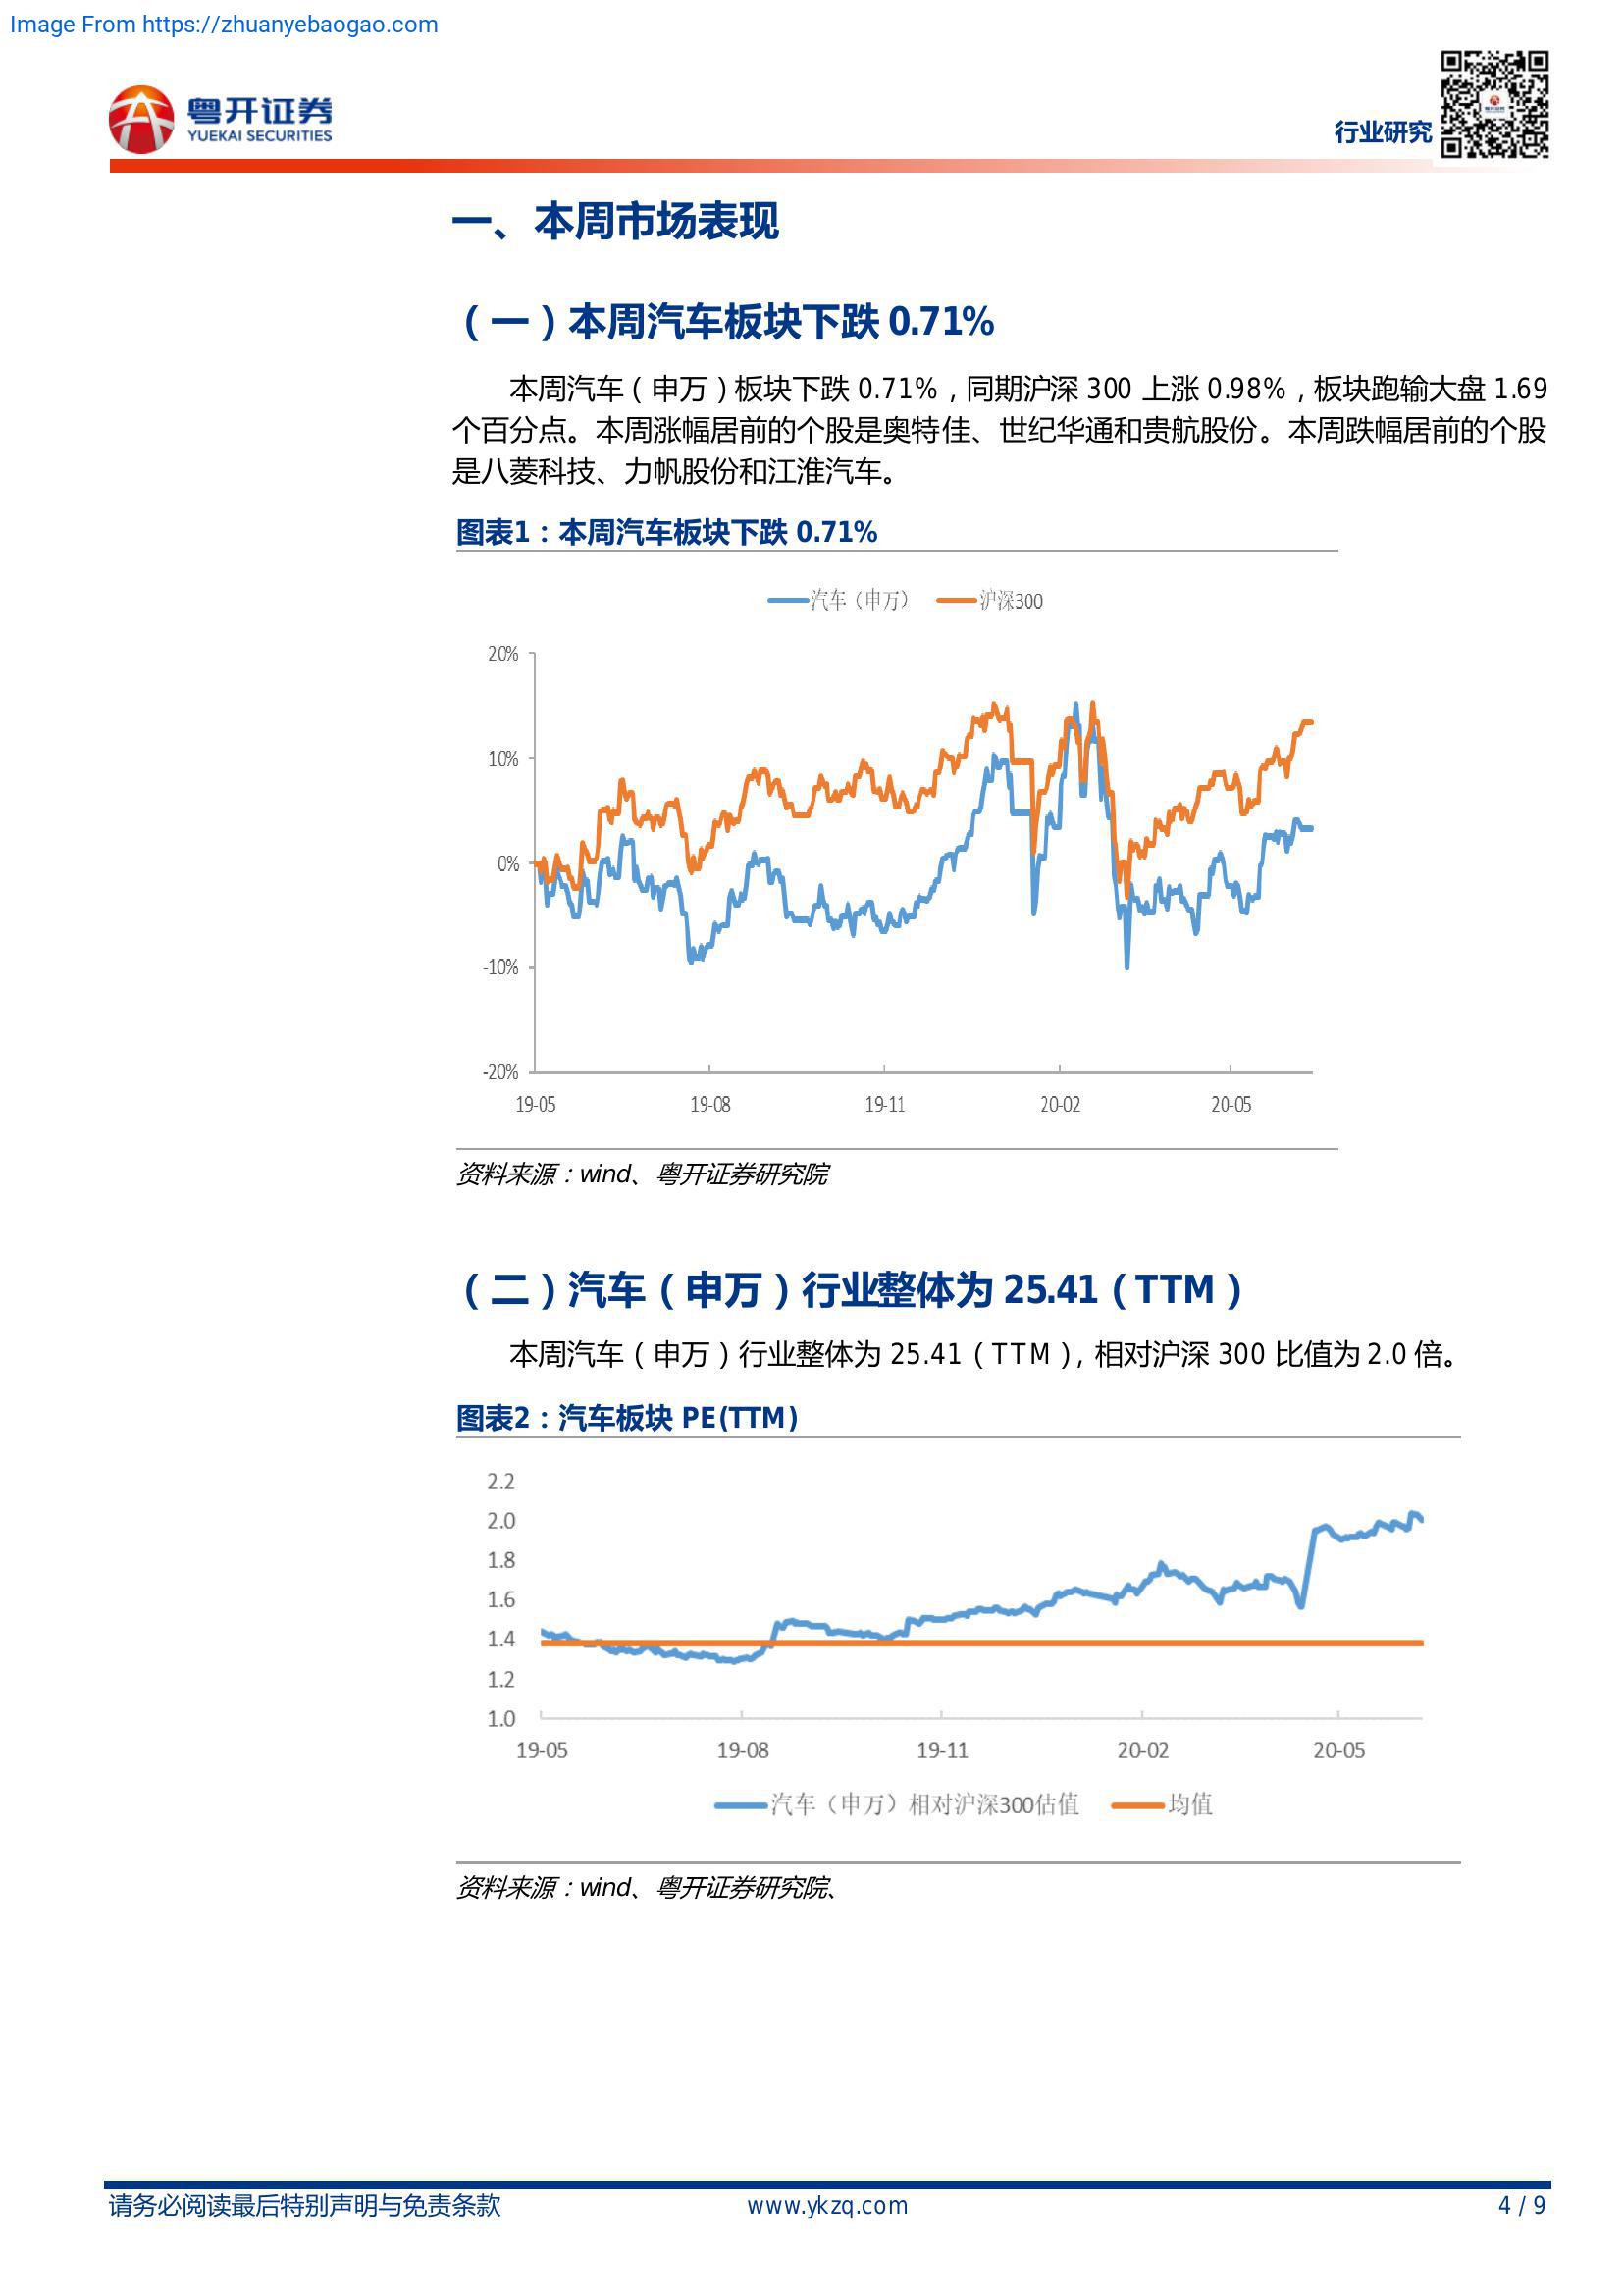 Image From https://zhuanyebaogao.com
粤开证券
YUEKAI SECURITIES
行业研究
一、本周市场表现
（一）本周汽车板块下跌 0.71%
本周汽车（申万）板块下跌 0.71%，同期沪深 300 上涨 0.98%，板块跑输大盘 1.69
个百分点。本周涨幅居前的个股是奥特佳、世纪华通和贵航股份。本周跌幅居前的个股
是八菱科技、力帆股份和江淮汽车。
图表1：本周汽车板块下跌 0.71%
汽车（申万） 沪深300
20%
10%
0%
-10%
-20%
19-05 19-08 19-11 20-02 20-05
资料来源：wind、粤开证券研究院
（二）汽车（申万）行业整体为 25.41（TTM）
本周汽车（申万）行业整体为 25.41（TTM），相对沪深 300 比值为 2.0 倍。
图表2：汽车板块 PE(TTM)
2.2
2.0
1.8
1.6
1.4
1.2
1.0
19-05 19-08 19-11 20-02 20-05
汽车（申万）相对沪深300估值 均值
资料来源：wind、粤开证券研究院、
请务必阅读最后特别声明与免责条款 www.ykzq.com 4 / 9